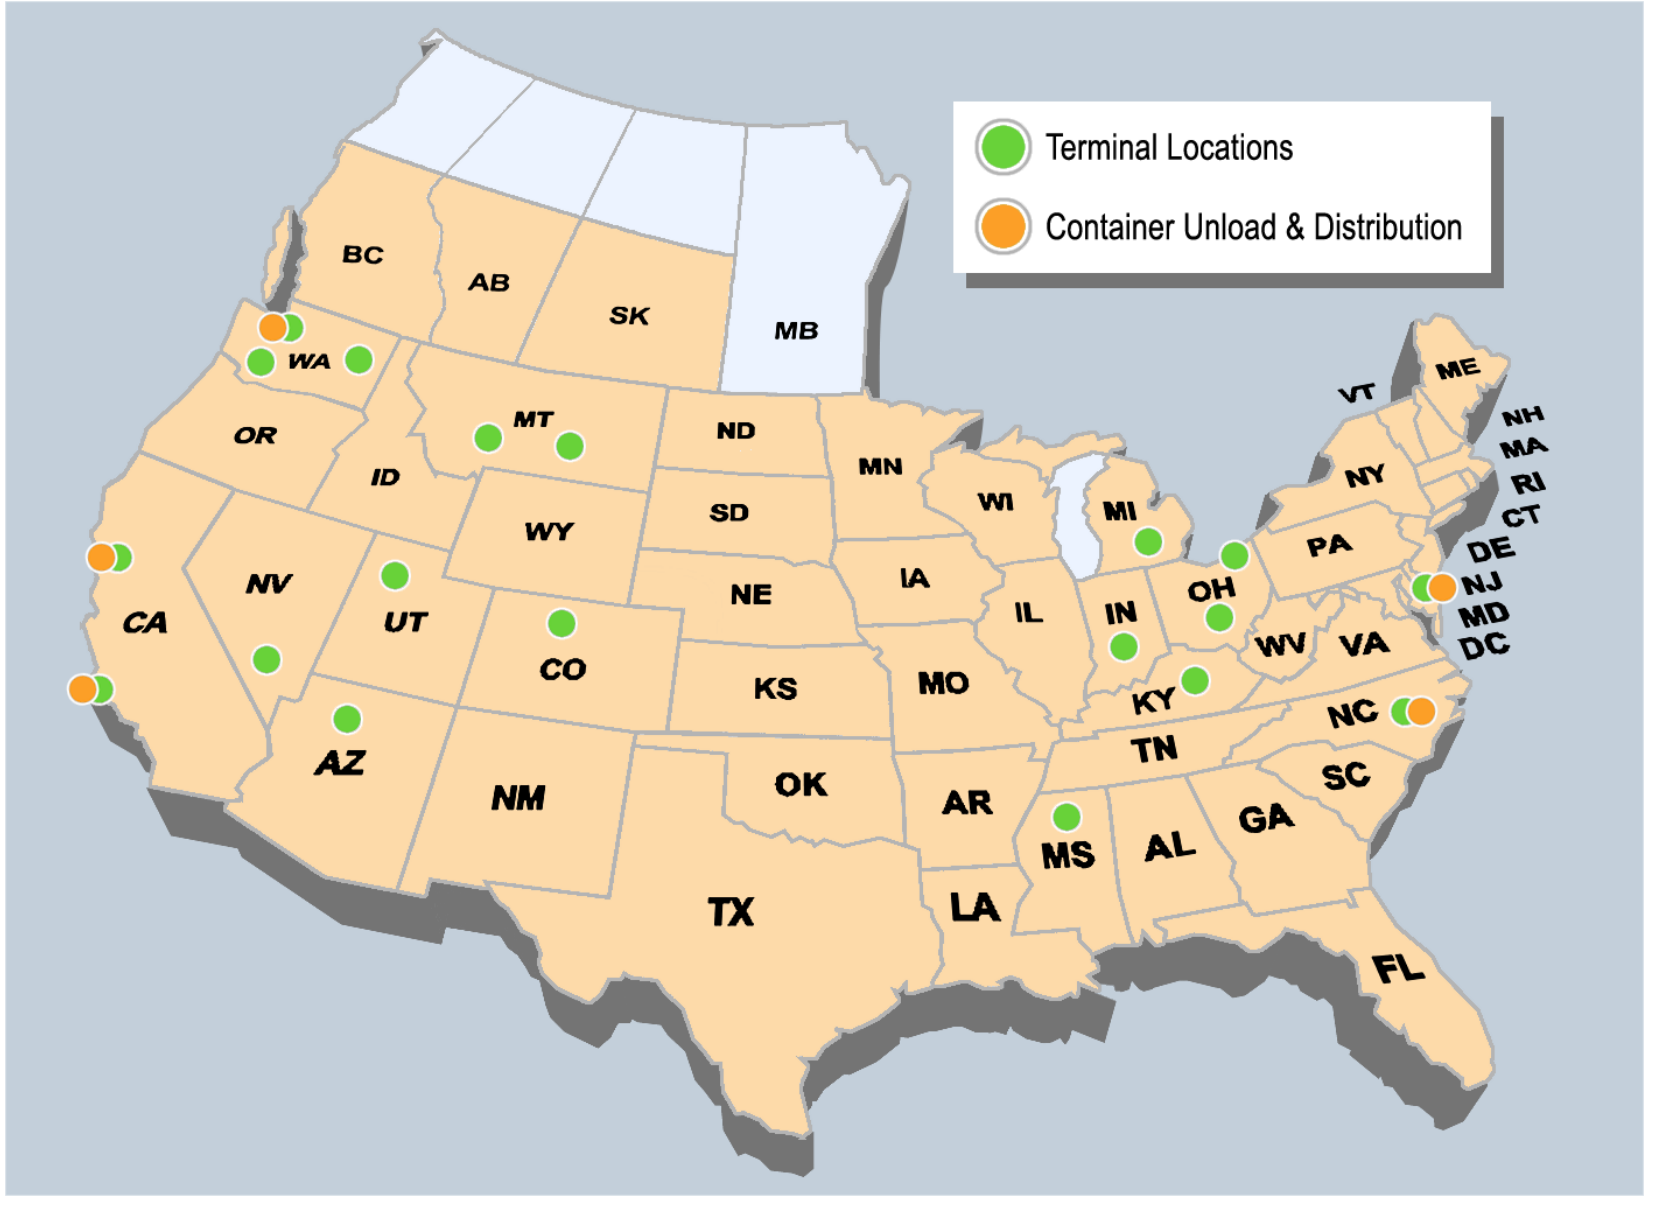 Terminal Locations
Container Unload & Distribution
BC
AB
SK
MB
WA
MT
ND
MN
VT
ME
NH
OR
ID
WY
SD
WI
MI
NY
MA
RI
CT
PA
DE
NV
UT
NE
IA
IL
IN
OH
NJ
MD
CA
CO
KS
MO
KY
WV
VA
DC
AZ
NM
OK
AR
TN
NC
SC
TX
LA
MS
AL
GA
FL